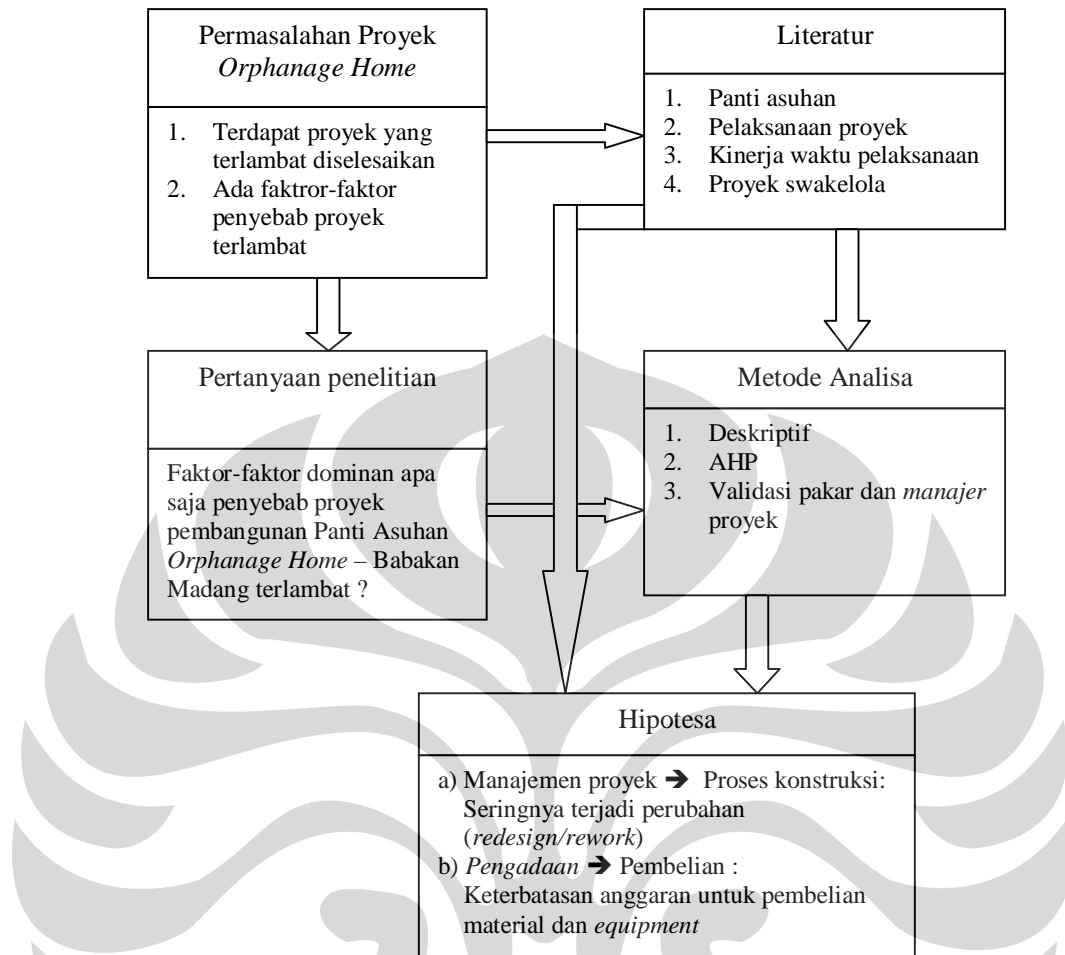 Permasalahan Proyek
Orphanage Home
1. Terdapat proyek yang
terlambat diselesaikan
2. Ada faktror-faktor
penyebab proyek
terlambat
Literatur
1. Panti asuhan
2. Pelaksanaan proyek
3. Kinerja waktu pelaksanaan
4. Proyek swakelola
Pertanyaan penelitian
Faktor-faktor dominan apa
saja penyebab proyek
pembangunan Panti Asuhan
Orphanage Home – Babakan
Madang terlambat ?
Metode Analisa
1. Deskriptif
2. AHP
3. Validasi pakar dan manajer
proyek
Hipotesa
a) Manajemen proyek ➔ Proses konstruksi:
Seringnya terjadi perubahan
(redesign/rework)
b) Pengadaan ➔ Pembelian :
Keterbatasan anggaran untuk pembelian
material dan equipment